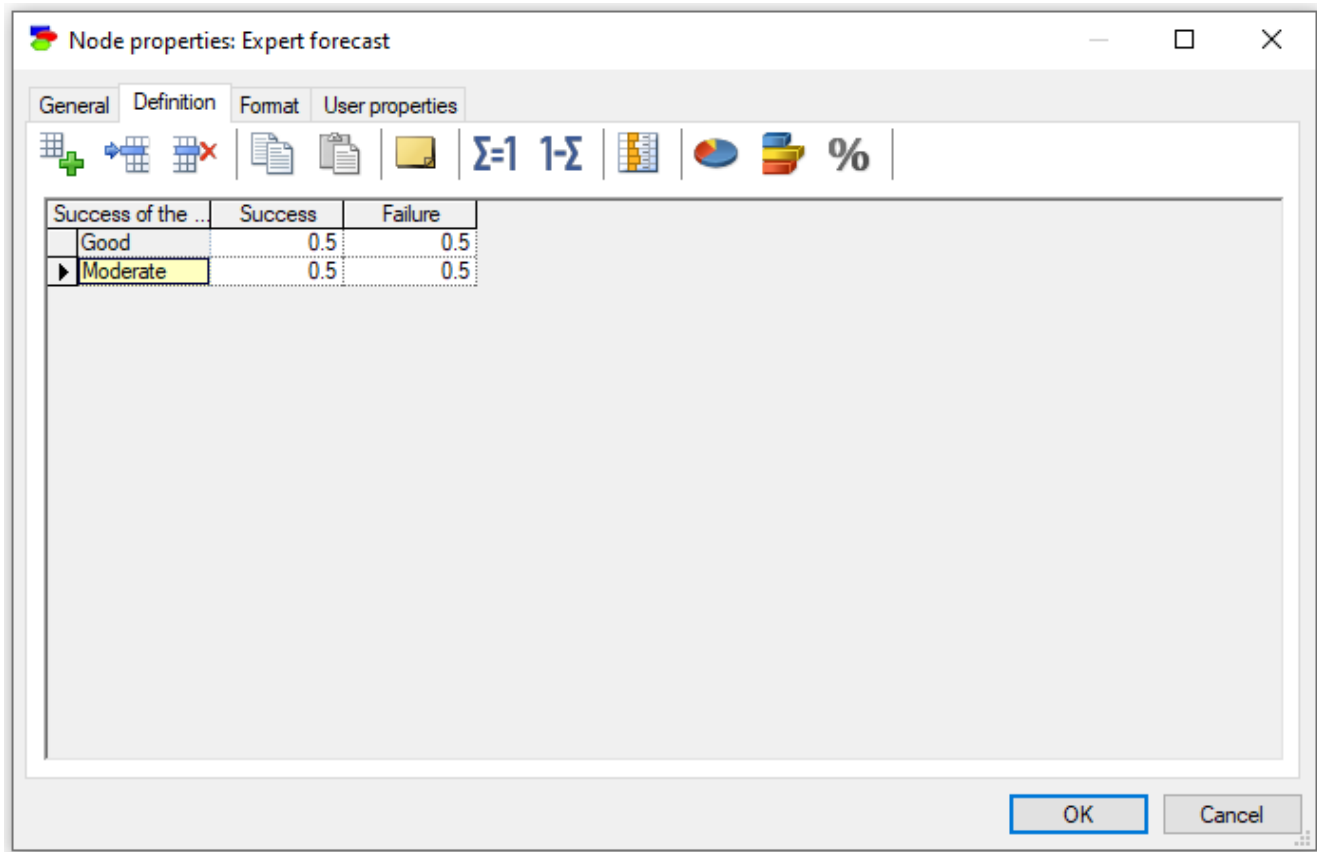 Node properties: Expert forecast
General Definition Format User properties
Σ=1 1-Σ %
Success of the ... Success Failure
Good 0.5 0.5
Moderate 0.5 0.5
OK Cancel